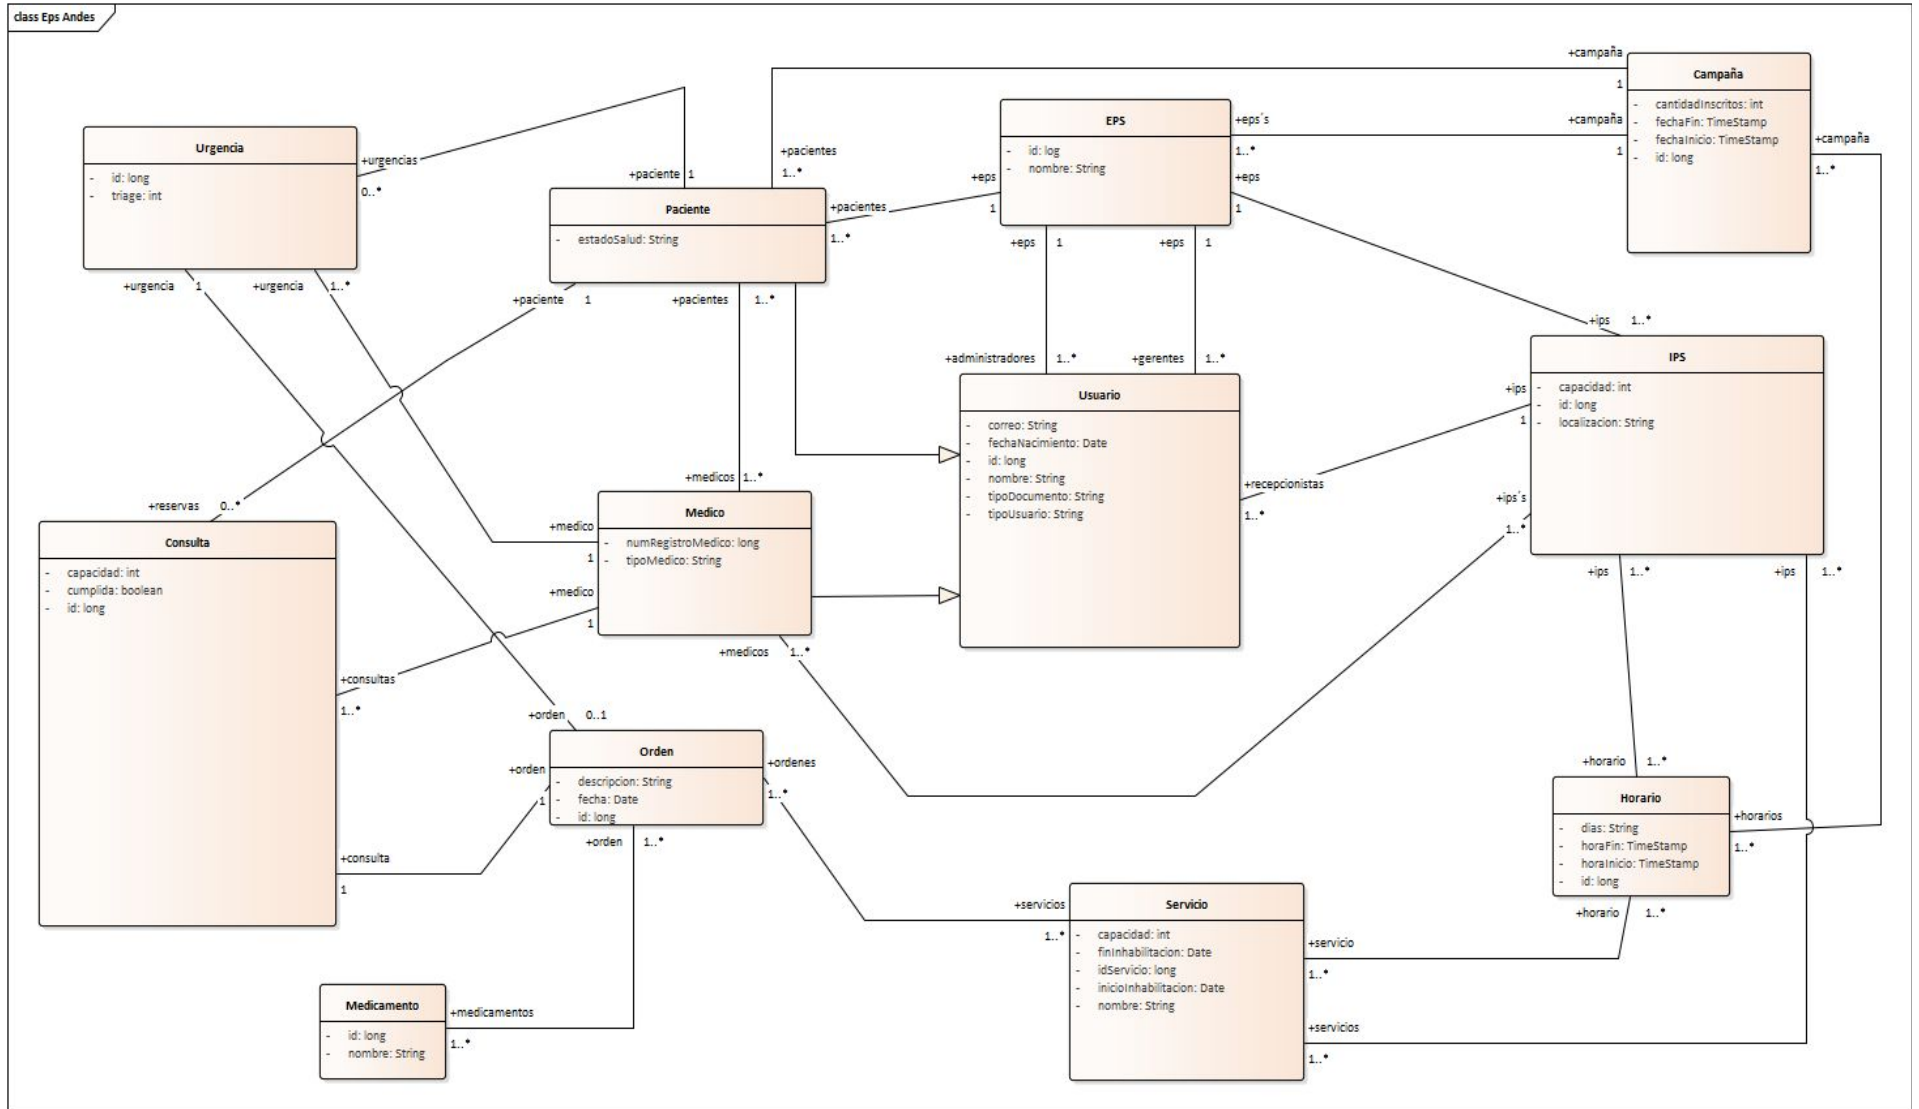 class Eps Andes
+campaña
1
Campaña
- cantidadInscritos: int
- fechaFin: TimeStamp
- fechaInicio: TimeStamp
- id: long
+campaña
1
+campaña
1..*
EPS
- id: log
- nombre: String
+eps´s
1..*
+eps
1
+eps
1
+eps 1
+eps 1
Urgencia
- id: long
- triage: int
+urgencias
0..*
+urgencia 1
+urgencia 1..*
+paciente 1
+pacientes
1..*
Paciente
- estadoSalud: String
+pacientes
1..*
+paciente 1
+pacientes 1..*
+ips 1..*
IPS
- capacidad: int
- id: long
- localizacion: String
+ips
1
+ips´s
1..*
+ips 1..*
+ips 1..*
+administradores 1..*
+gerentes 1..*
Usuario
- correo: String
- fechaNacimiento: Date
- id: long
- nombre: String
- tipoDocumento: String
- tipoUsuario: String
+recepcionistas
1..*
+medicos 1..*
Medico
- numRegistroMedico: long
- tipoMedico: String
+medico
1
+medico
1
+medicos 1..*
+reservas 0..*
Consulta
- capacidad: int
- cumplida: boolean
- id: long
+consultas
1..*
+consulta
1
+orden 0..1
Orden
- descripcion: String
- fecha: Date
- id: long
+orden
1
+ordenes
1..*
+orden 1..*
+horario 1..*
Horario
- dias: String
- horaFin: TimeStamp
- horaInicio: TimeStamp
- id: long
+horarios
1..*
+horario 1..*
+servicios
1..*
Servicio
- capacidad: int
- finInhabilitacion: Date
- idServicio: long
- inicioInhabilitacion: Date
- nombre: String
+servicio
1..*
+servicios
1..*
Medicamento
- id: long
- nombre: String
+medicamentos
1..*